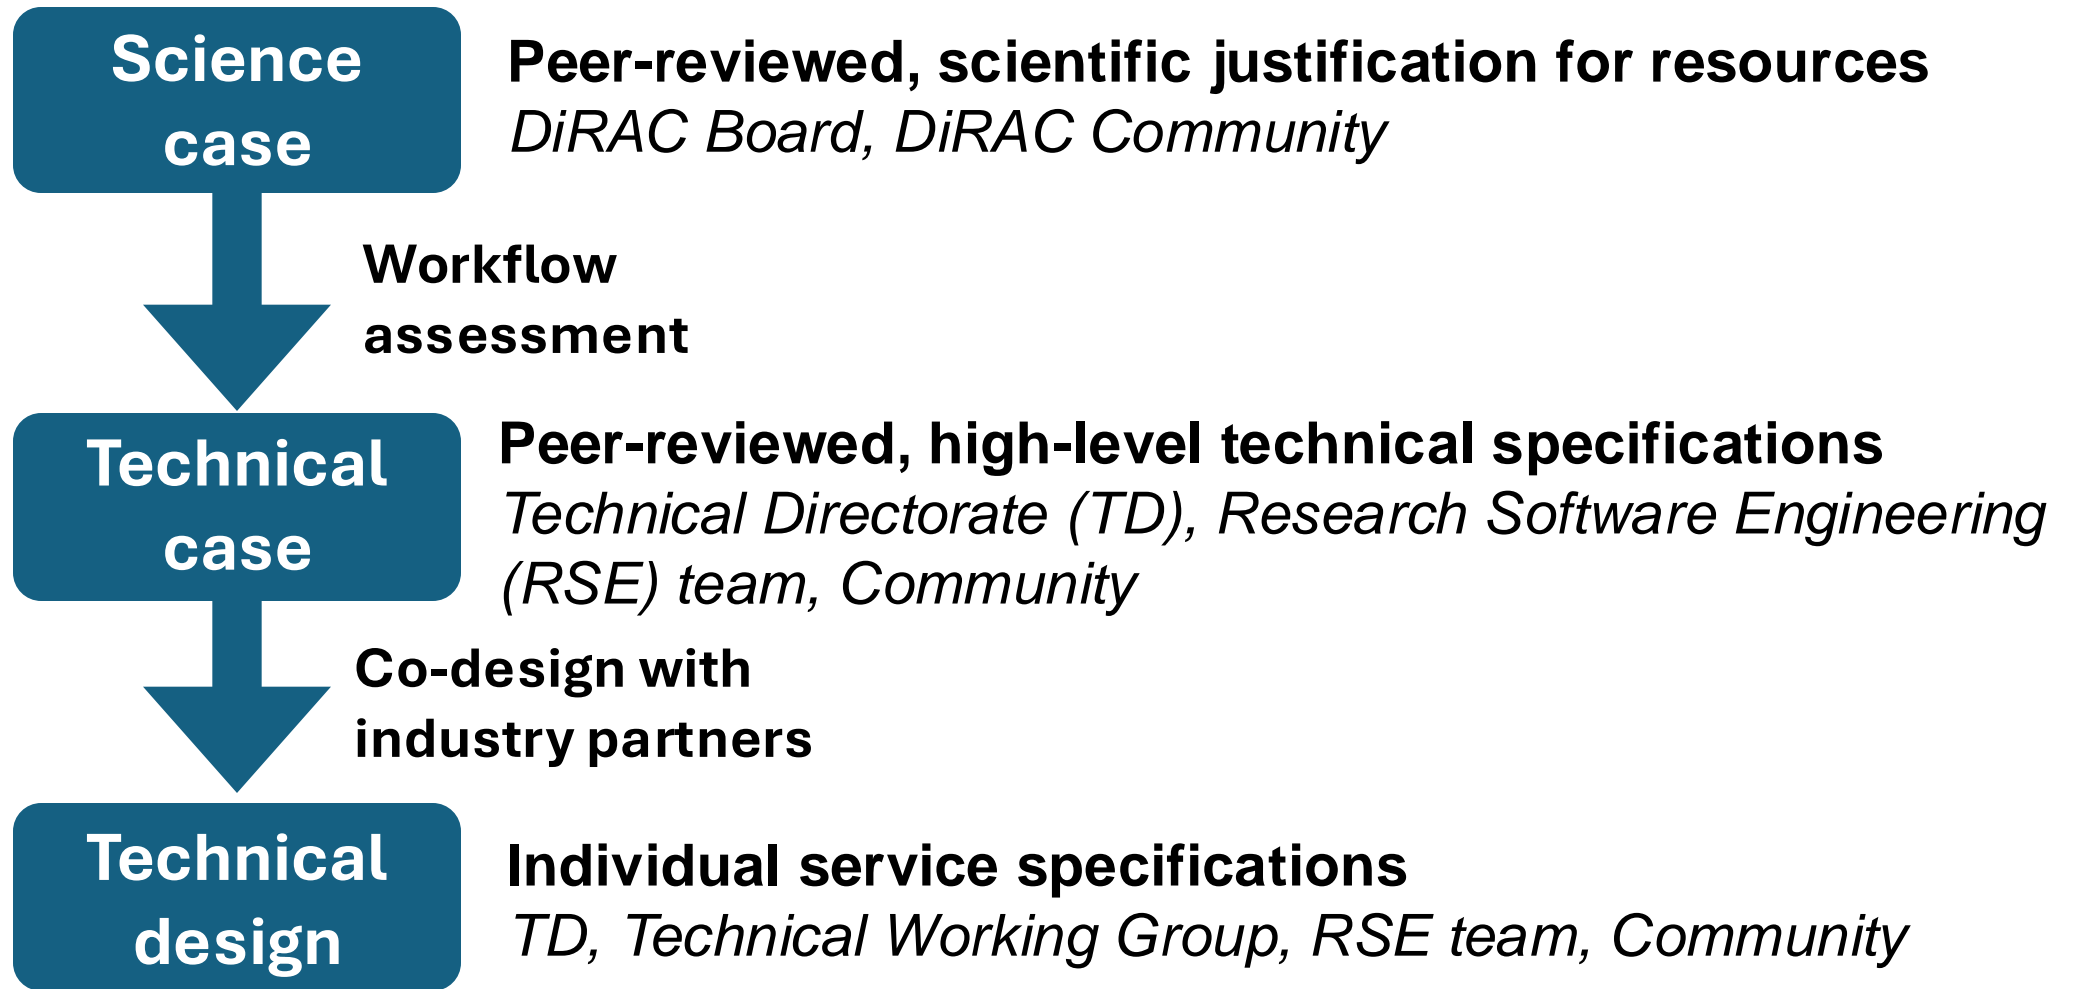 Science
case
Peer-reviewed, scientific justification for resources
DiRAC Board, DiRAC Community
Workflow
assessment
Technical
case
Peer-reviewed, high-level technical specifications
Technical Directorate (TD), Research Software Engineering
(RSE) team, Community
Co-design with
industry partners
Technical
design
Individual service specifications
TD, Technical Working Group, RSE team, Community